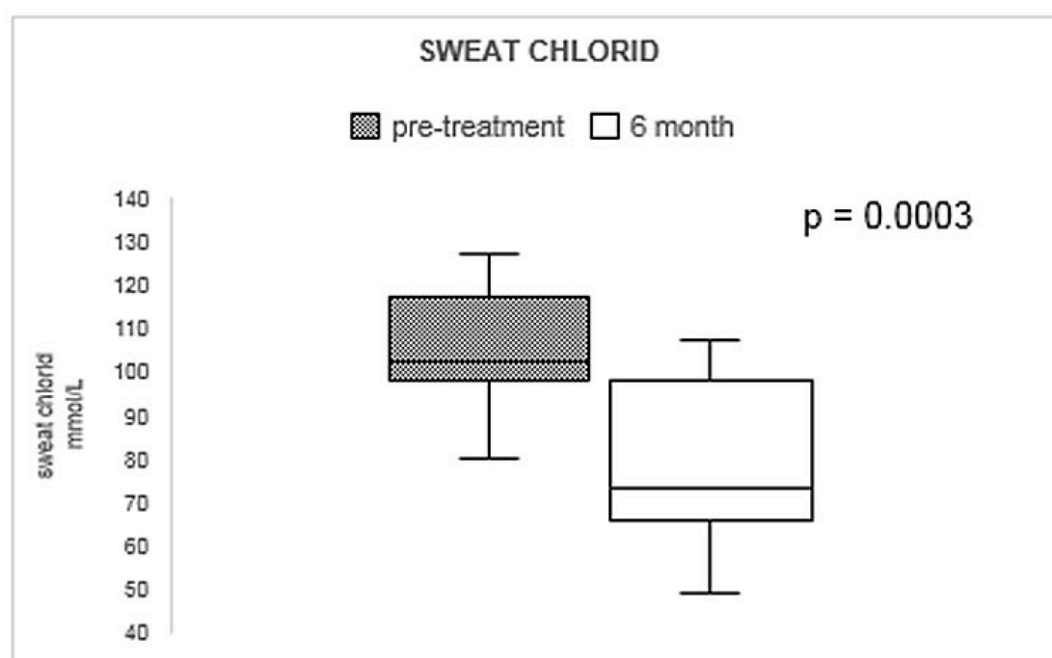 SWEAT CHLORID
pre-treatment 6 month
p = 0.0003
140
130
120
110
100
90
80
70
60
50
40
sweat chlorid
mmol/L